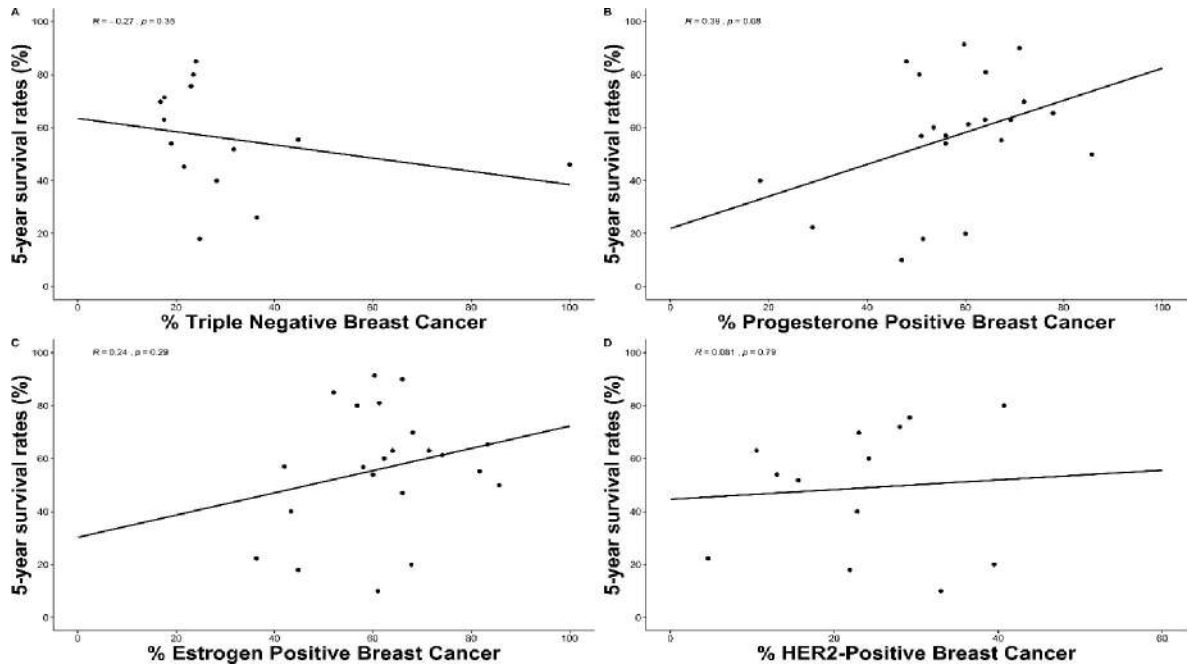 A
R = −0.27 , p = 0.35
5-year survival rates (%)
100
80
60
40
20
0
0 20 40 60 80 100
% Triple Negative Breast Cancer
B
R = 0.39 , p = 0.08
5-year survival rates (%)
100
80
60
40
20
0
0 20 40 60 80 100
% Progesterone Positive Breast Cancer
C
R = 0.24 , p = 0.29
5-year survival rates (%)
100
80
60
40
20
0
0 20 40 60 80 100
% Estrogen Positive Breast Cancer
D
R = 0.081 , p = 0.79
5-year survival rates (%)
100
80
60
40
20
0
0 20 40 60
% HER2-Positive Breast Cancer